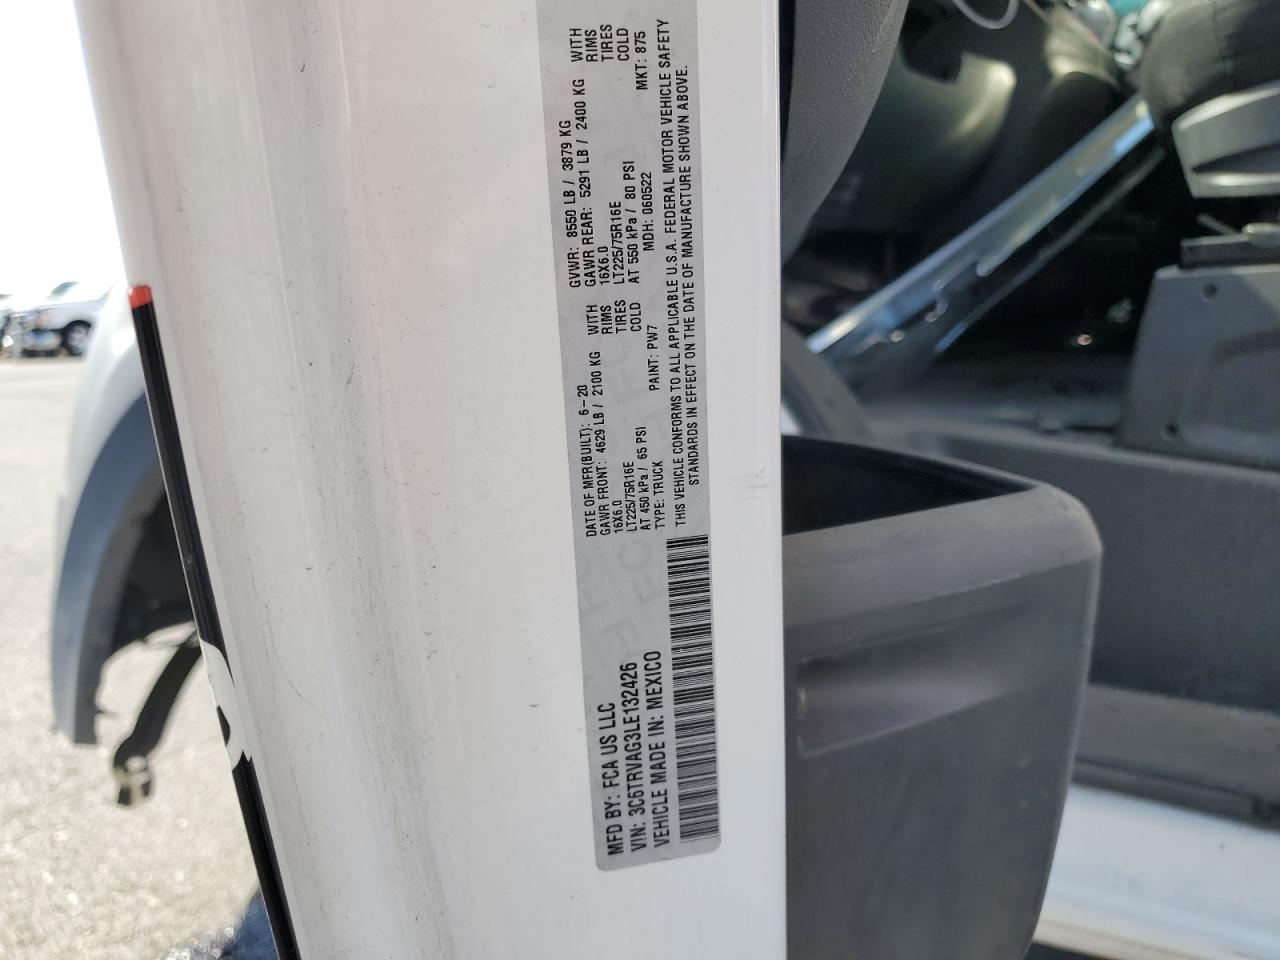 MFD BY: FCA US LLC
VIN: 3C6TRVAG3LE132426
VEHICLE MADE IN: MEXICO
DATE OF MFR(BUILT): 6-20 GVWR: 8550 LB / 3879 KG
GAWR FRONT: 4629 LB / 2100 KG WITH GAWR REAR: 5291 LB / 2400 KG WITH
16X6.0 RIMS 16X6.0 RIMS
LT225/75R16E TIRES LT225/75R16E TIRES
AT 450 kPa / 65 PSI COLD AT 550 kPa / 80 PSI COLD
TYPE: TRUCK PAINT: PW7 MDH: 060522 MKT: 875
THIS VEHICLE CONFORMS TO ALL APPLICABLE U.S.A. FEDERAL MOTOR VEHICLE SAFETY
STANDARDS IN EFFECT ON THE DATE OF MANUFACTURE SHOWN ABOVE.